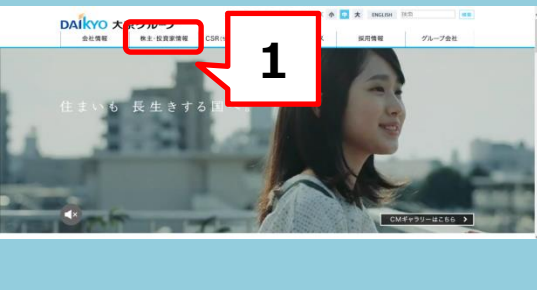 小 中 大 ENGLISH 検索 検索
DAIKYO 大京グループ
会社情報 株主・投資家情報 CSR 採用情報 グループ会社
1
住まいも 長生きする国
CMギャラリーはこちら